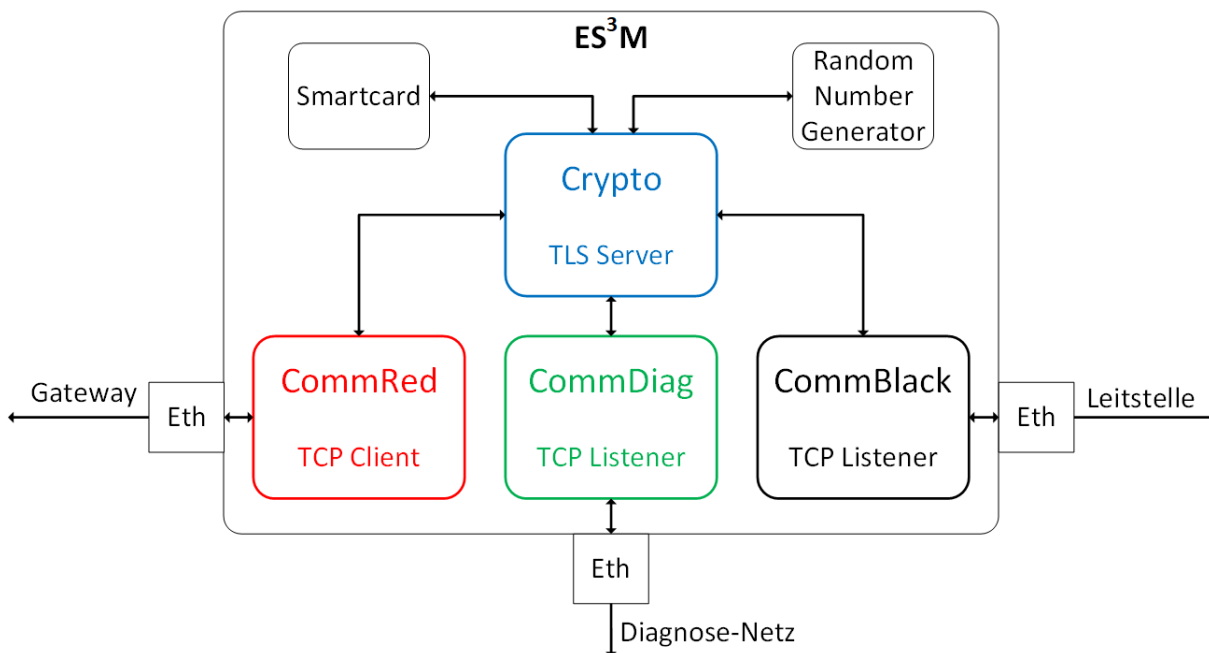 ES³M
Smartcard
Random
Number
Generator
Crypto
TLS Server
Gateway
Eth
CommRed
TCP Client
CommDiag
TCP Listener
CommBlack
TCP Listener
Eth
Leitstelle
Eth
Diagnose-Netz